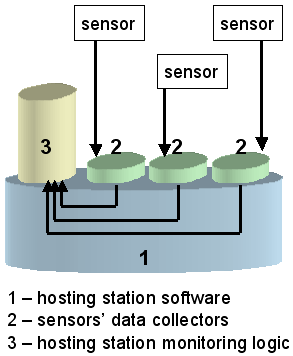 sensor
sensor
sensor
3
2
2
2
1
1 – hosting station software
2 – sensors' data collectors
3 – hosting station monitoring logic